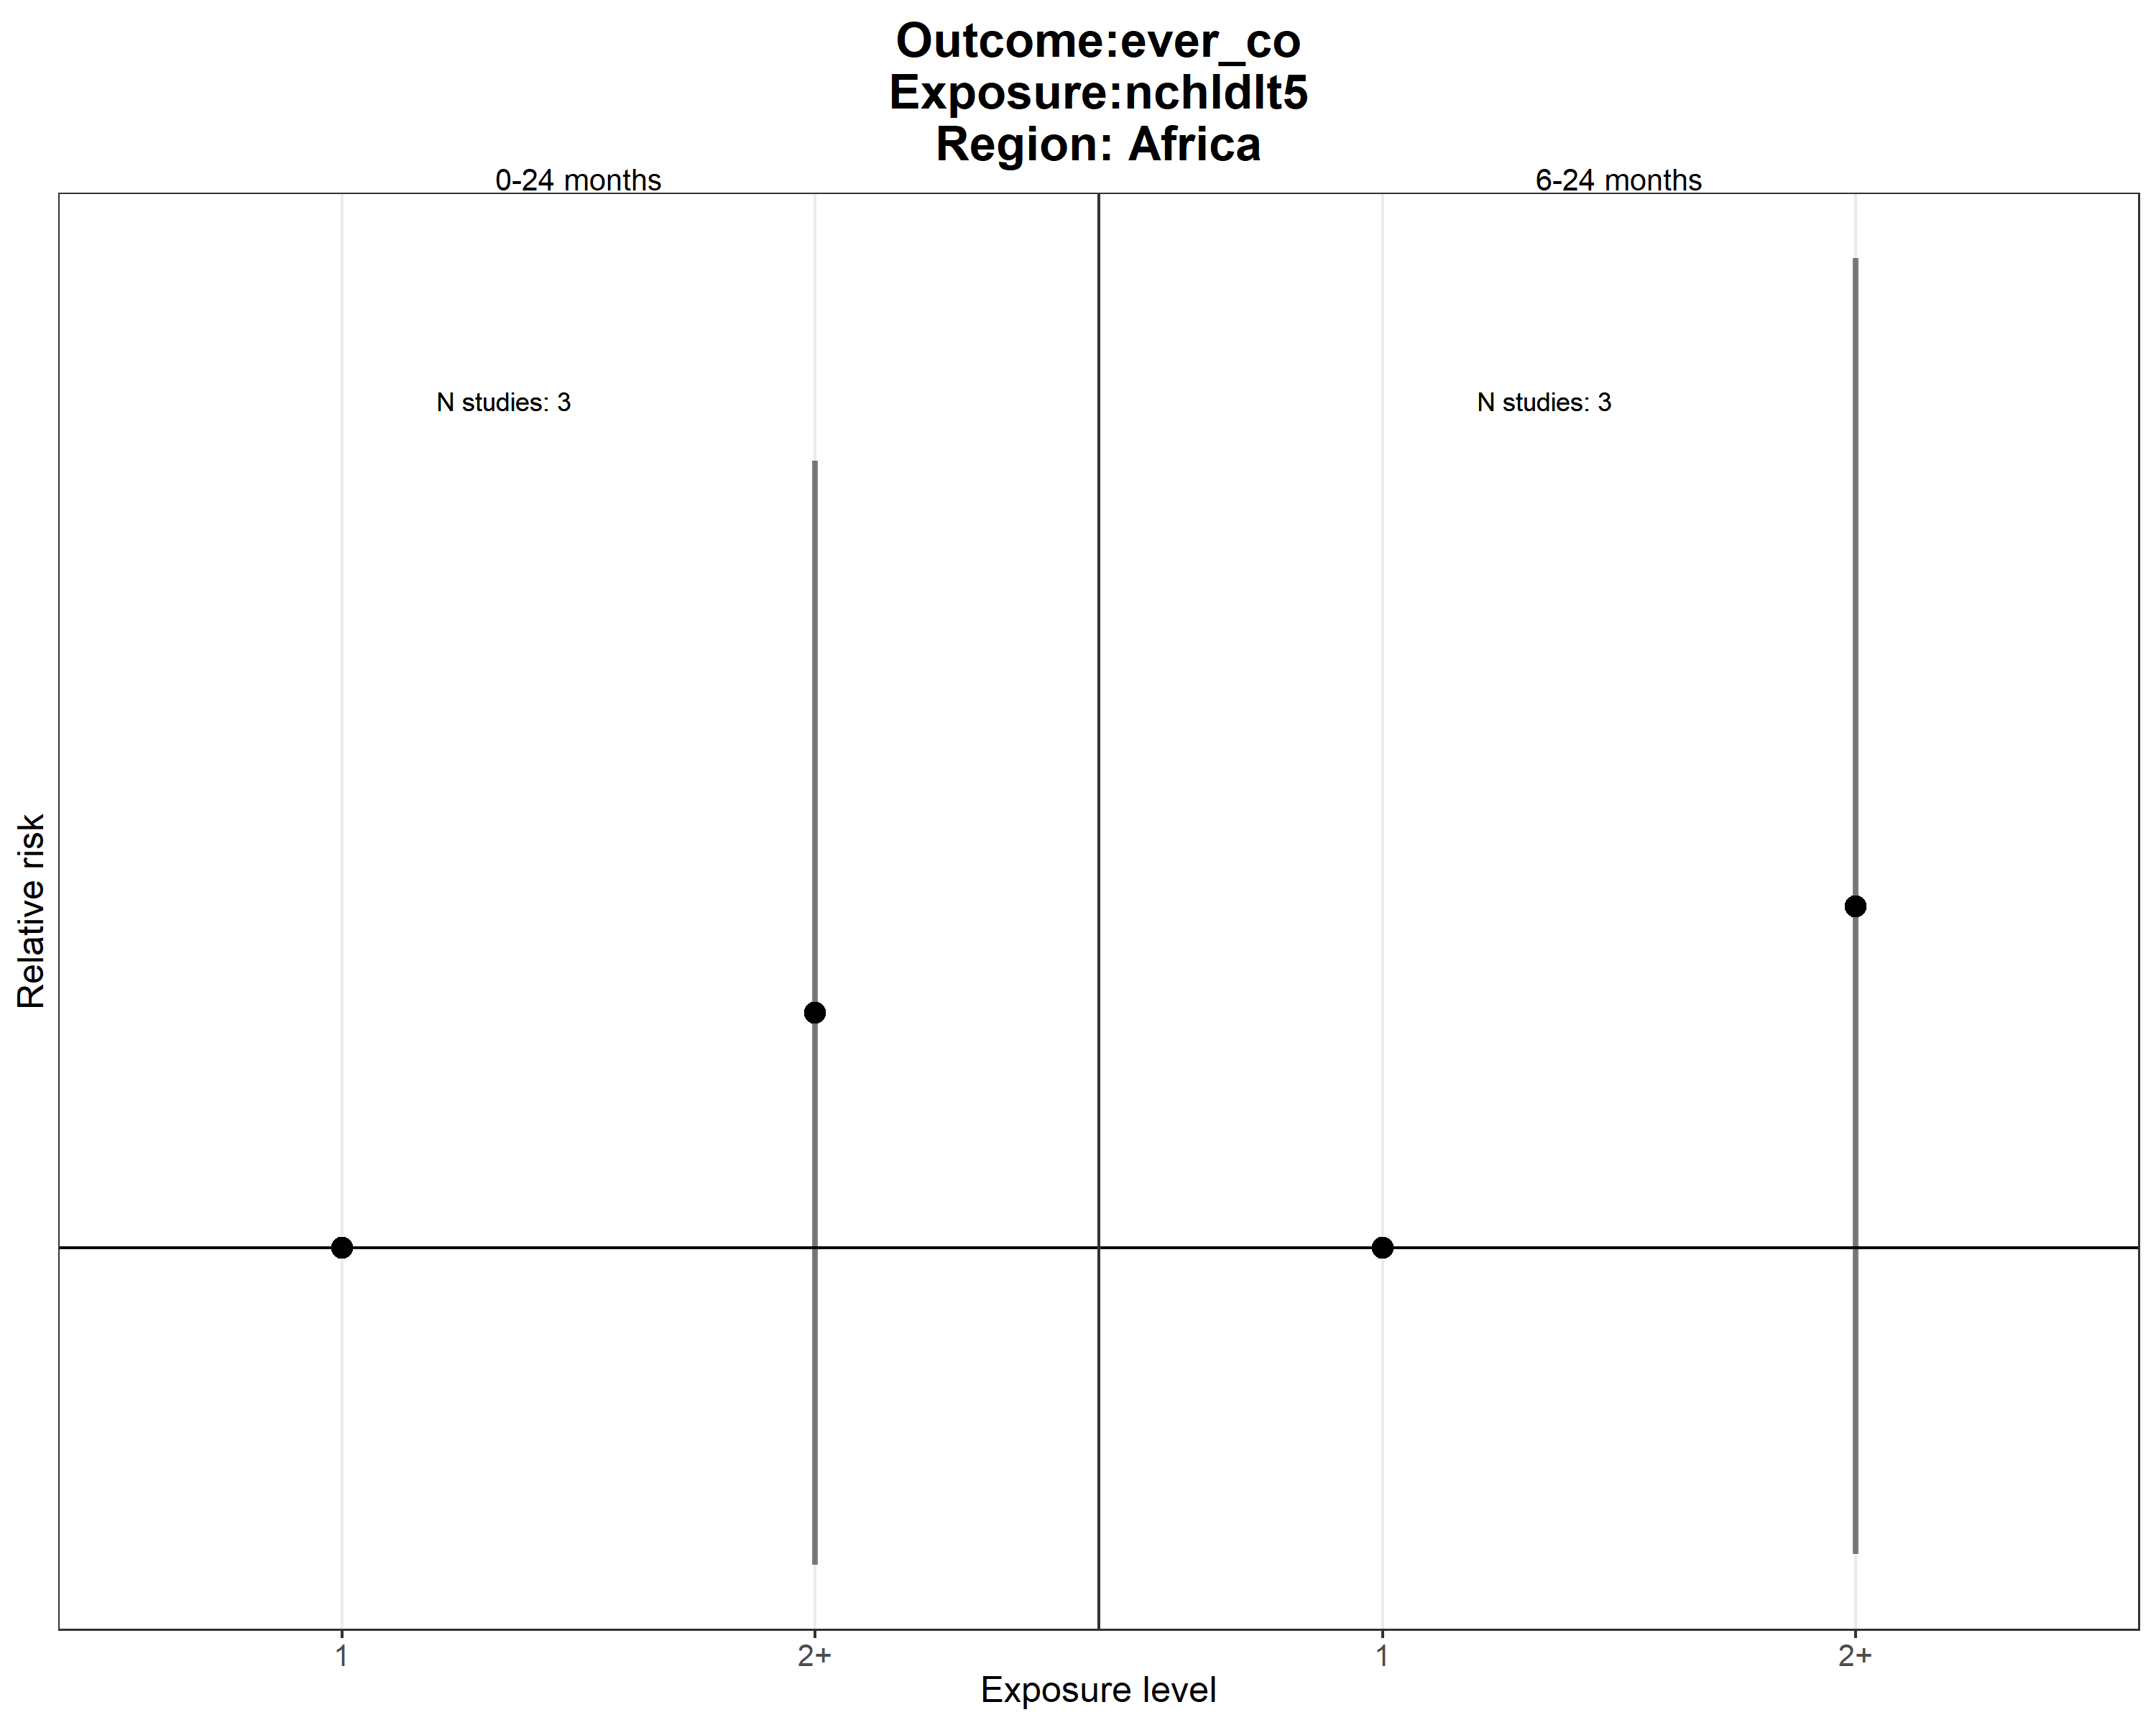 Outcome:ever_co
Exposure:nchldlt5
Region: Africa
0-24 months
6-24 months
N studies: 3
N studies: 3
Relative risk
1
2+
1
2+
Exposure level